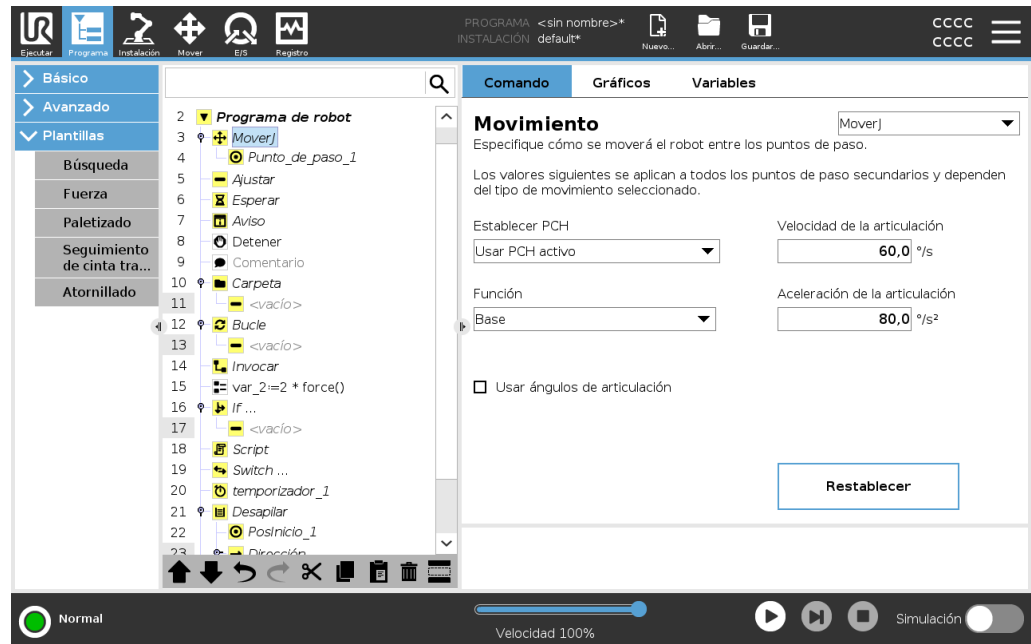 Ejecutar
Programa
Instalación
Mover
E/S
Registro
PROGRAMA <sin nombre>*
INSTALACIÓN default*
Nuevo...
Abrir...
Guardar...
cccc
cccc
Básico
Avanzado
Plantillas
Búsqueda
Fuerza
Paletizado
Seguimiento
de cinta tra...
Atornillado
2 Programa de robot
3 MoverJ
4 Punto_de_paso_1
5 Ajustar
6 Esperar
7 Aviso
8 Detener
9 Comentario
10 Carpeta
11 <vacío>
12 Bucle
13 <vacío>
14 Invocar
15 var_2:=2 * force()
16 If ...
17 <vacío>
18 Script
19 Switch ...
20 temporizador_1
21 Desapilar
22 PosInicio_1
23 Dirección
Comando Gráficos Variables
Movimiento
MoverJ
Especifique cómo se moverá el robot entre los puntos de paso.
Los valores siguientes se aplican a todos los puntos de paso secundarios y dependen
del tipo de movimiento seleccionado.
Establecer PCH
Usar PCH activo
Velocidad de la articulación
60,0 °/s
Función
Base
Aceleración de la articulación
80,0 °/s²
Usar ángulos de articulación
Restablecer
Normal
Velocidad 100%
Simulación